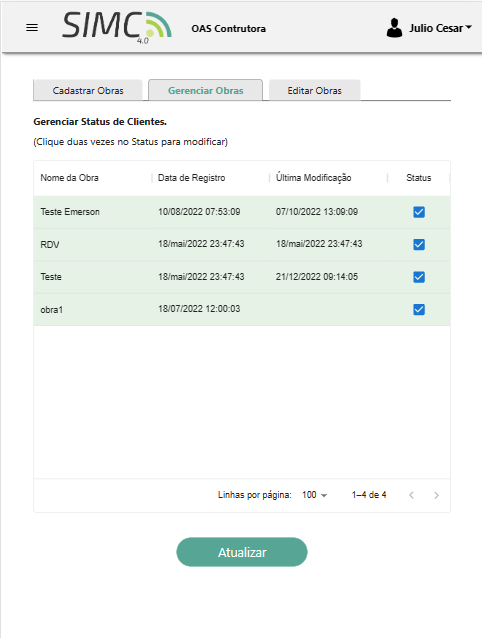 SIMC 4.0
OAS Contrutora
Julio Cesar
Cadastrar Obras
Gerenciar Obras
Editar Obras
Gerenciar Status de Clientes.
(Clique duas vezes no Status para modificar)
Nome da Obra Data de Registro Última Modificação Status
Teste Emerson 10/08/2022 07:53:09 07/10/2022 13:09:09
RDV 18/mai/2022 23:47:43 18/mai/2022 23:47:43
Teste 18/mai/2022 23:47:43 21/12/2022 09:14:05
obra1 18/07/2022 12:00:03
Linhas por página: 100 1–4 de 4
Atualizar